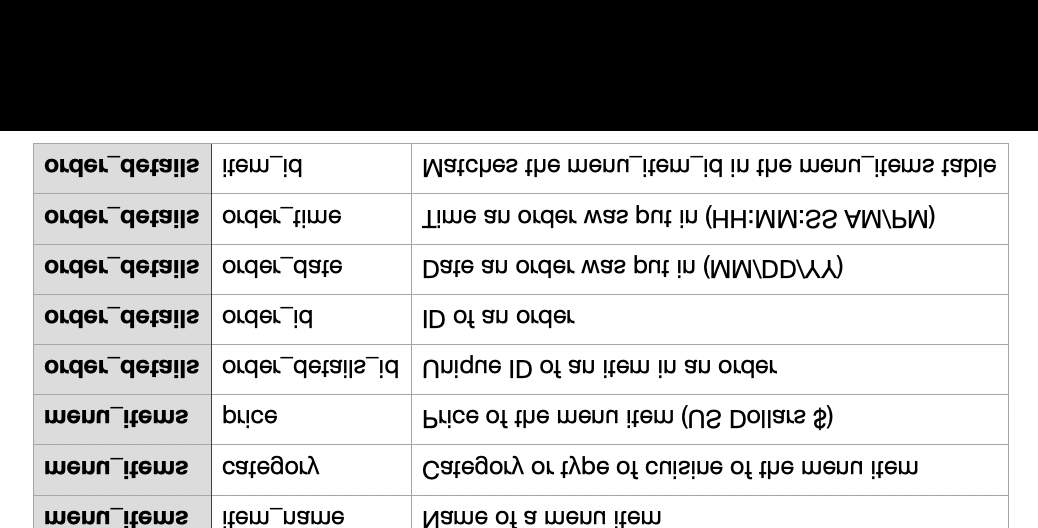 menu_items item_name Name of a menu item
menu_items category Category or type of cuisine of the menu item
menu_items price Price of the menu item (US Dollars $)
order_details order_details_id Unique ID of an item in an order
order_details order_id ID of an order
order_details order_date Date an order was put in (MM/DD/YY)
order_details order_time Time an order was put in (HH:MM:SS AM/PM)
order_details item_id Matches the menu_item_id in the menu_items table